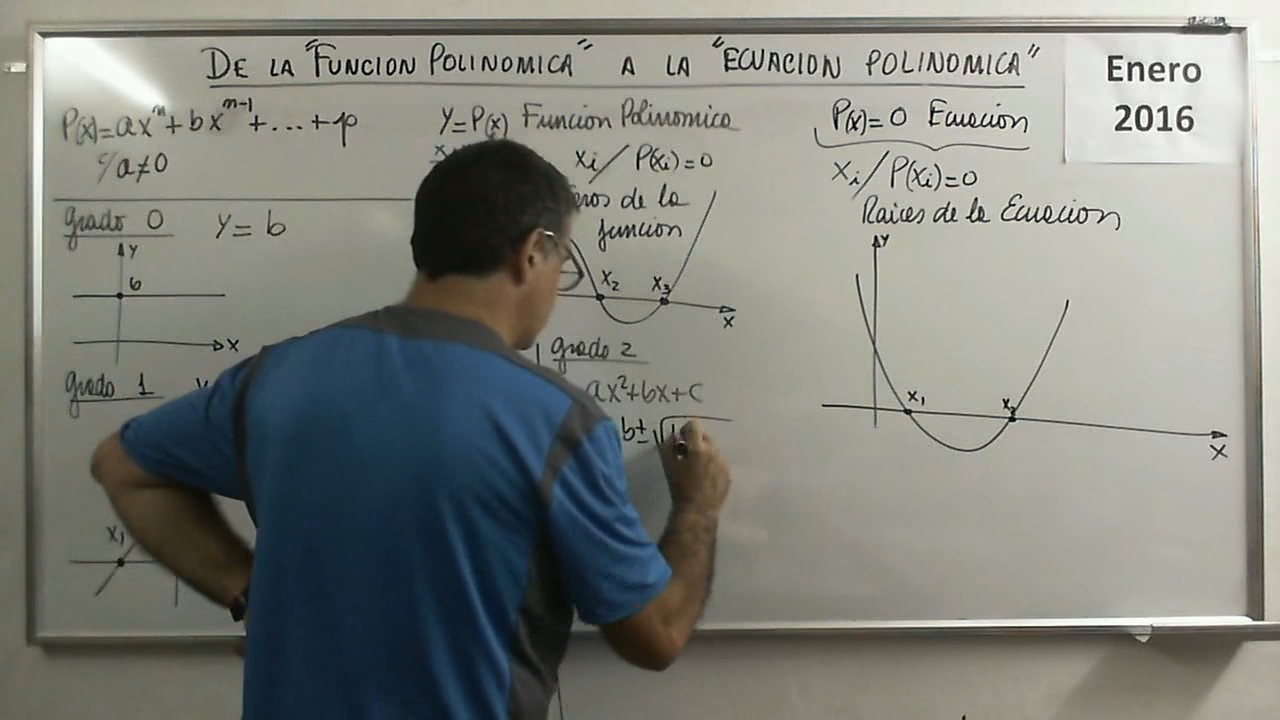 DE LA "FUNCION POLINOMICA" A LA "ECUACION POLINOMICA"
Enero
2016
P(x)=ax^n+bx^(n-1)+...+p
a≠0
Y=P(x) Funcion Polinomica
xi/P(xi)=0
de la
funcion
x2 x3
x
P(x)=0 Ecuacion
xi/P(xi)=0
Raices de la Ecuacion
Y
x1
x
grado 0 Y=b
Y
b
x
grado 1
x1
grado 2
ax²+bx+c
b±√